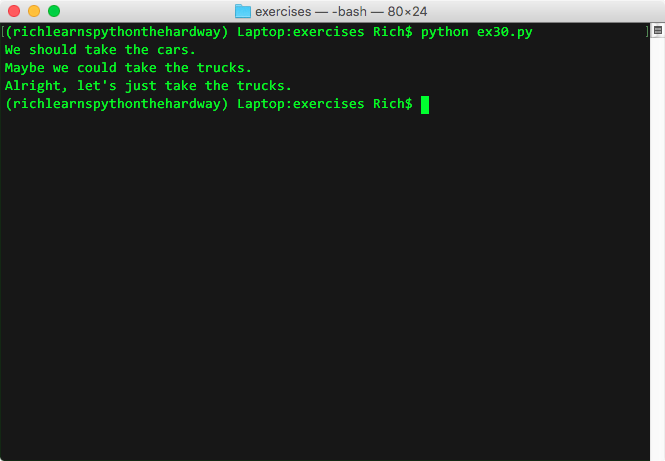 exercises — -bash — 80×24
[(richlearnspythonthehardway) Laptop:exercises Rich$ python ex30.py ]
We should take the cars.
Maybe we could take the trucks.
Alright, let's just take the trucks.
(richlearnspythonthehardway) Laptop:exercises Rich$